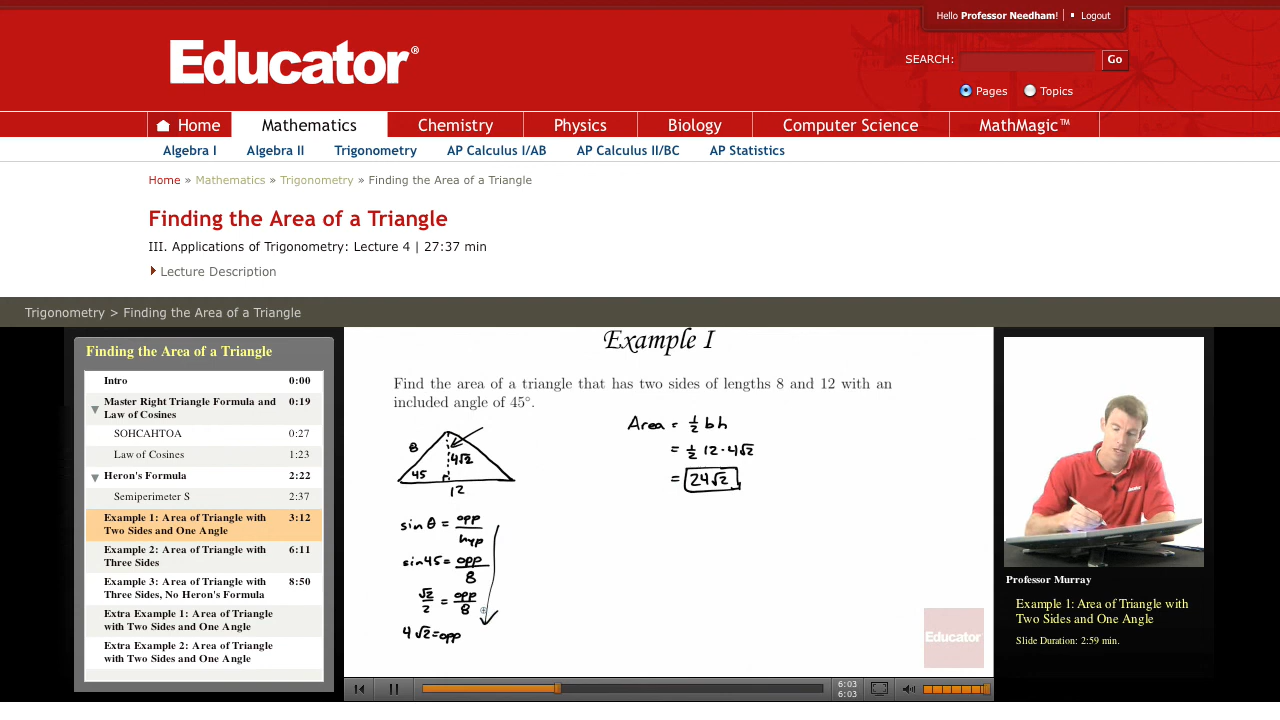 Hello Professor Needham! Logout
Educator®
SEARCH: Go
Pages Topics
Home Mathematics Chemistry Physics Biology Computer Science MathMagic™
Algebra I Algebra II Trigonometry AP Calculus I/AB AP Calculus II/BC AP Statistics
Home » Mathematics » Trigonometry » Finding the Area of a Triangle
Finding the Area of a Triangle
III. Applications of Trigonometry: Lecture 4 | 27:37 min
Lecture Description
Trigonometry > Finding the Area of a Triangle
Finding the Area of a Triangle
Intro 0:00
Master Right Triangle Formula and 0:19
Law of Cosines
SOHCAHTOA 0:27
Law of Cosines 1:23
Heron's Formula 2:22
Semiperimeter S 2:37
Example 1: Area of Triangle with 3:12
Two Sides and One Angle
Example 2: Area of Triangle with 6:11
Three Sides
Example 3: Area of Triangle with 8:50
Three Sides, No Heron's Formula
Extra Example 1: Area of Triangle
with Two Sides and One Angle
Extra Example 2: Area of Triangle
with Two Sides and One Angle
Example I
Find the area of a triangle that has two sides of lengths 8 and 12 with an
included angle of 45°.
8
4√2
45
12
sin θ = opp/hyp
sin 45 = opp/8
√2/2 = opp/8
4√2 = opp
Area = ½ bh
= ½ 12 · 4√2
= 24√2
Educator
6:03
6:03
Professor Murray
Example 1: Area of Triangle with
Two Sides and One Angle
Slide Duration: 2:59 min.